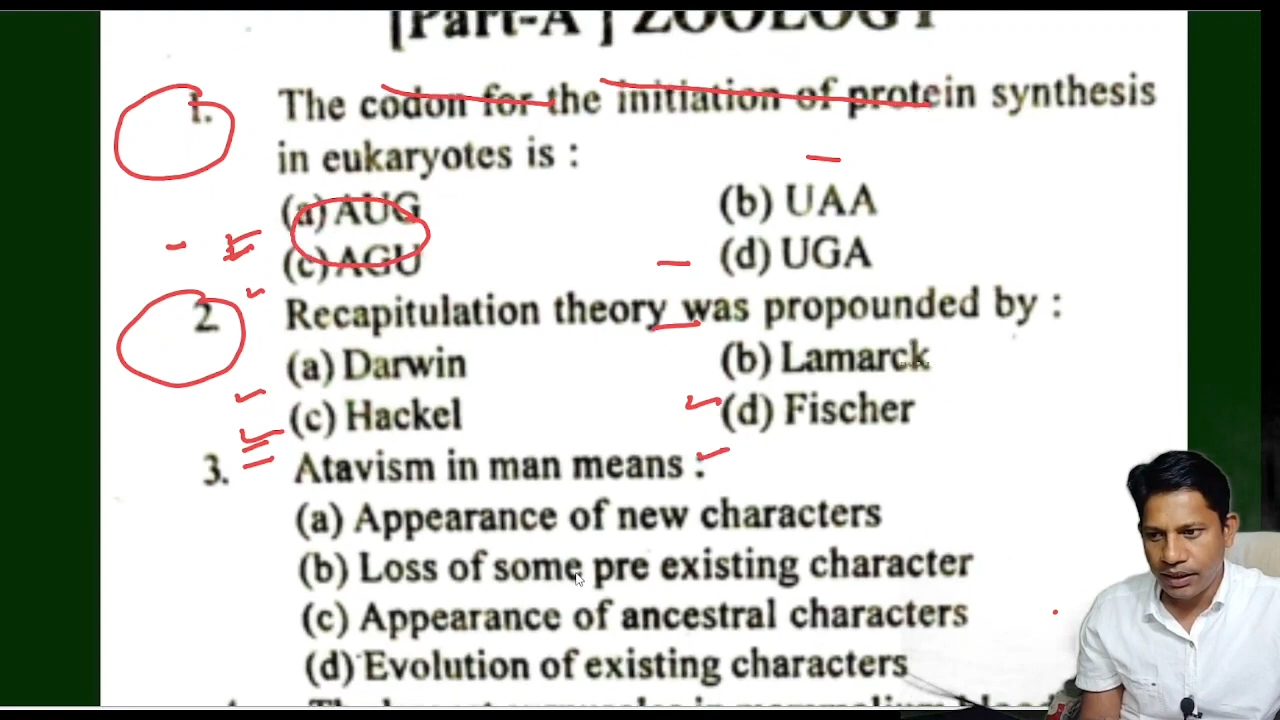 [Part-A ] ZOOLOGY
1. The codon for the initiation of protein synthesis
in eukaryotes is :
(a) AUG (b) UAA
(c) AGU (d) UGA
2. Recapitulation theory was propounded by :
(a) Darwin (b) Lamarck
(c) Hackel (d) Fischer
3. Atavism in man means :
(a) Appearance of new characters
(b) Loss of some pre existing character
(c) Appearance of ancestral characters
(d) Evolution of existing characters